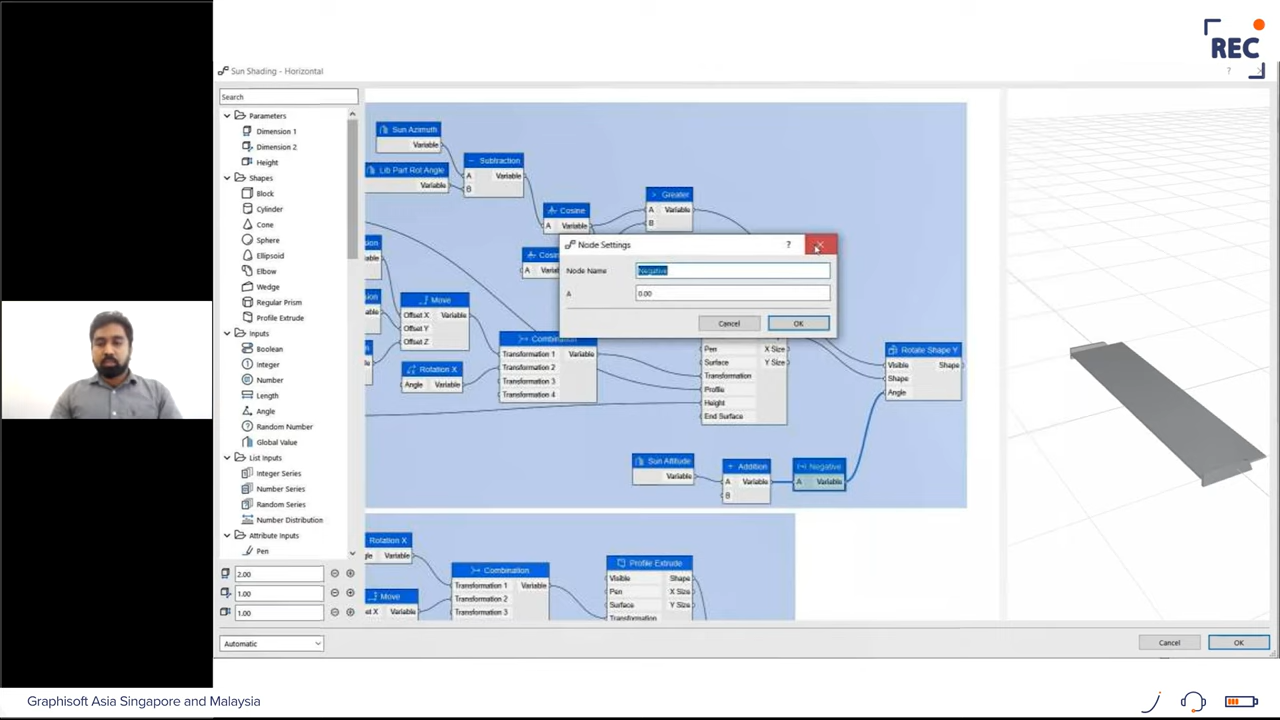 REC
Sun Shading - Horizontal
?
Search
Parameters
Dimension 1
Dimension 2
Height
Shapes
Block
Cylinder
Cone
Sphere
Ellipsoid
Elbow
Wedge
Regular Prism
Profile Extrude
Inputs
Boolean
Integer
Number
Length
Angle
Random Number
Global Value
List Inputs
Integer Series
Number Series
Random Series
Number Distribution
Attribute Inputs
Pen
2.00
1.00
1.00
Automatic
Sun Azimuth
Variable
Lib Part Rot Angle
Variable
Subtraction
A Variable
B
Cosine
A Variable
Greater
A Variable
B
Node Settings ?
Node Name Negative
A 0.00
Cancel OK
Move
Offset X Variable
Offset Y
Offset Z
Rotation X
Angle Variable
Transformation 1 Variable
Transformation 2
Transformation 3
Transformation 4
Pen X Size
Surface Y Size
Transformation
Profile
Height
End Surface
Rotate Shape Y
Visible Shape
Shape
Angle
Sun Altitude
Variable
Addition
A Variable
B
Negative
A Variable
Rotation X
Variable
Move
Variable
Combination
Transformation 1 Variable
Transformation 2
Transformation 3
Profile Extrude
Visible Shape
Pen X Size
Surface Y Size
Transformation
Cancel OK
Graphisoft Asia Singapore and Malaysia